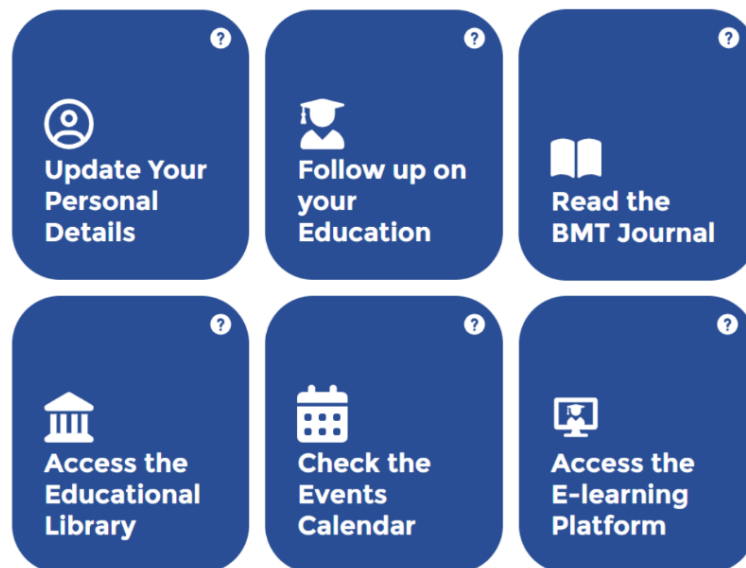 ?
?
?
Update Your
Personal
Details
Follow up on
your
Education
Read the
BMT Journal
?
?
?
Access the
Educational
Library
Check the
Events
Calendar
Access the
E-learning
Platform